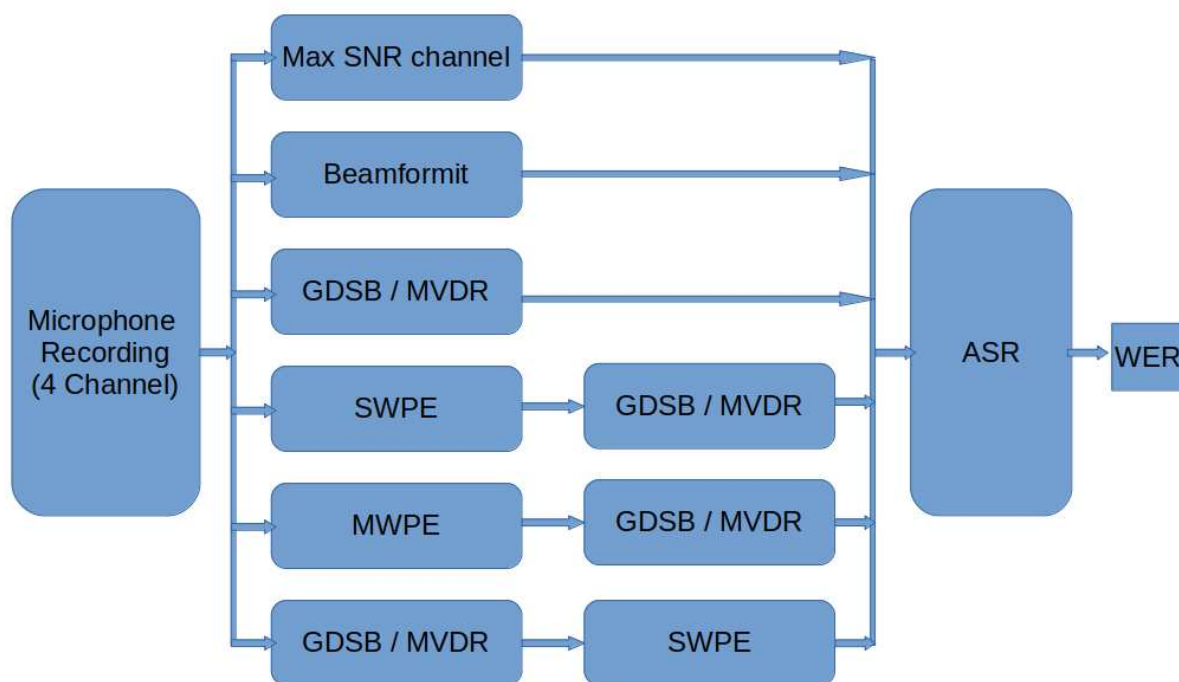 Microphone
Recording
(4 Channel)
Max SNR channel
Beamformit
GDSB / MVDR
SWPE
GDSB / MVDR
MWPE
GDSB / MVDR
GDSB / MVDR
SWPE
ASR
WER